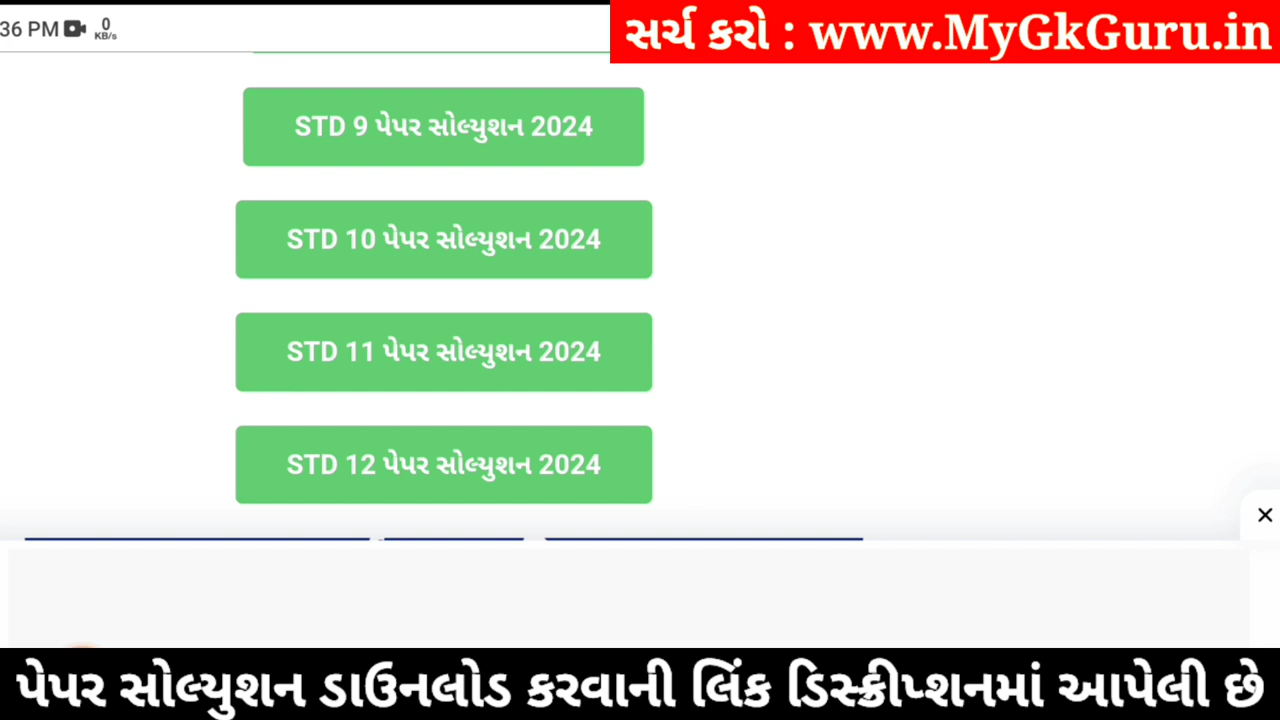 36 PM 0 KB/s
સર્ચ કરો : www.MyGkGuru.in
STD 9 પેપર સોલ્યુશન 2024
STD 10 પેપર સોલ્યુશન 2024
STD 11 પેપર સોલ્યુશન 2024
STD 12 પેપર સોલ્યુશન 2024
પેપર સોલ્યુશન ડાઉનલોડ કરવાની લિંક ડિસ્ક્રીપ્શનમાં આપેલી છે